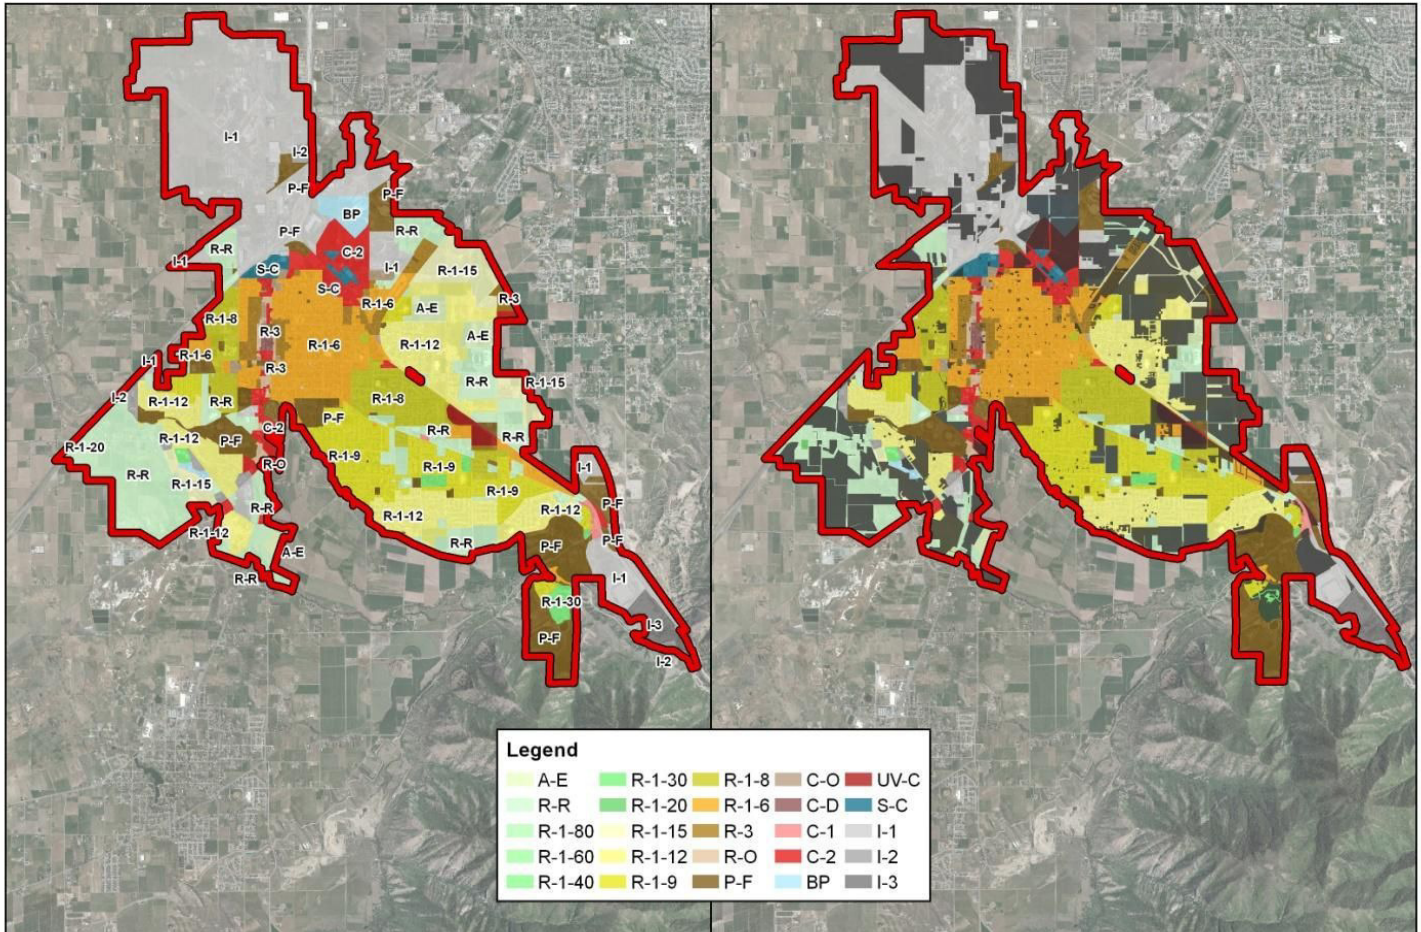 I-1
I-2
P-F
P-F
BP
P-F
R-R
C-2
R-R
I-1
S-C
I-1
R-1-15
S-C
R-1-6
R-3
A-E
R-1-8
R-3
A-E
R-1-6
R-1-12
I-1
R-1-6
R-3
R-R
R-1-15
I-2
R-1-12
R-R
R-1-8
P-F
C-2
R-R
R-R
R-1-12
P-F
R-1-20
R-1-9
R-O
R-1-9
I-1
R-R
R-1-15
R-1-9
P-F
R-R
R-1-12
R-1-12
R-1-12
P-F
R-R
P-F
A-E
R-R
I-1
R-1-30
I-3
P-F
I-2
Legend
A-E R-1-30 R-1-8 C-O UV-C
R-R R-1-20 R-1-6 C-D S-C
R-1-80 R-1-15 R-3 C-1 I-1
R-1-60 R-1-12 R-O C-2 I-2
R-1-40 R-1-9 P-F BP I-3